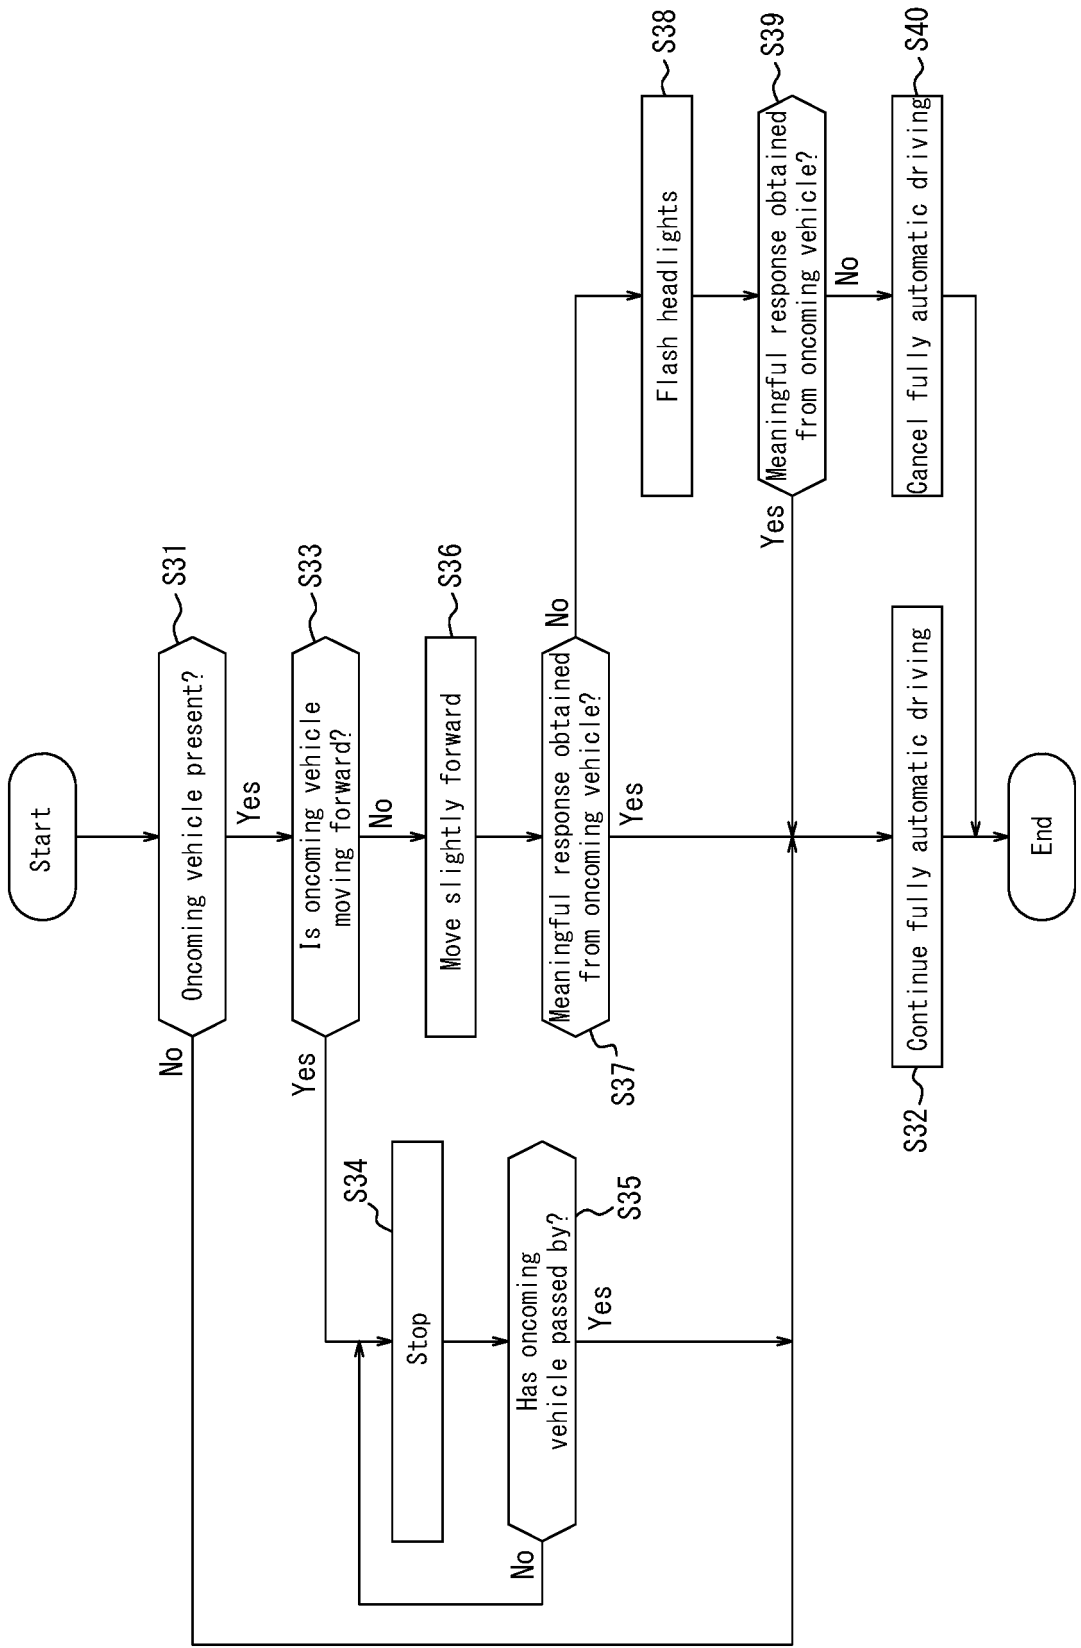 Start
S31
Oncoming vehicle present?
No
Yes
S33
Is oncoming vehicle
moving forward?
Yes
No
S34
Stop
S35
Has oncoming
vehicle passed by?
No
Yes
S36
Move slightly forward
S37
Meaningful response obtained
from oncoming vehicle?
No
Yes
S38
Flash headlights
S39
Meaningful response obtained
from oncoming vehicle?
Yes
No
S32
Continue fully automatic driving
S40
Cancel fully automatic driving
End